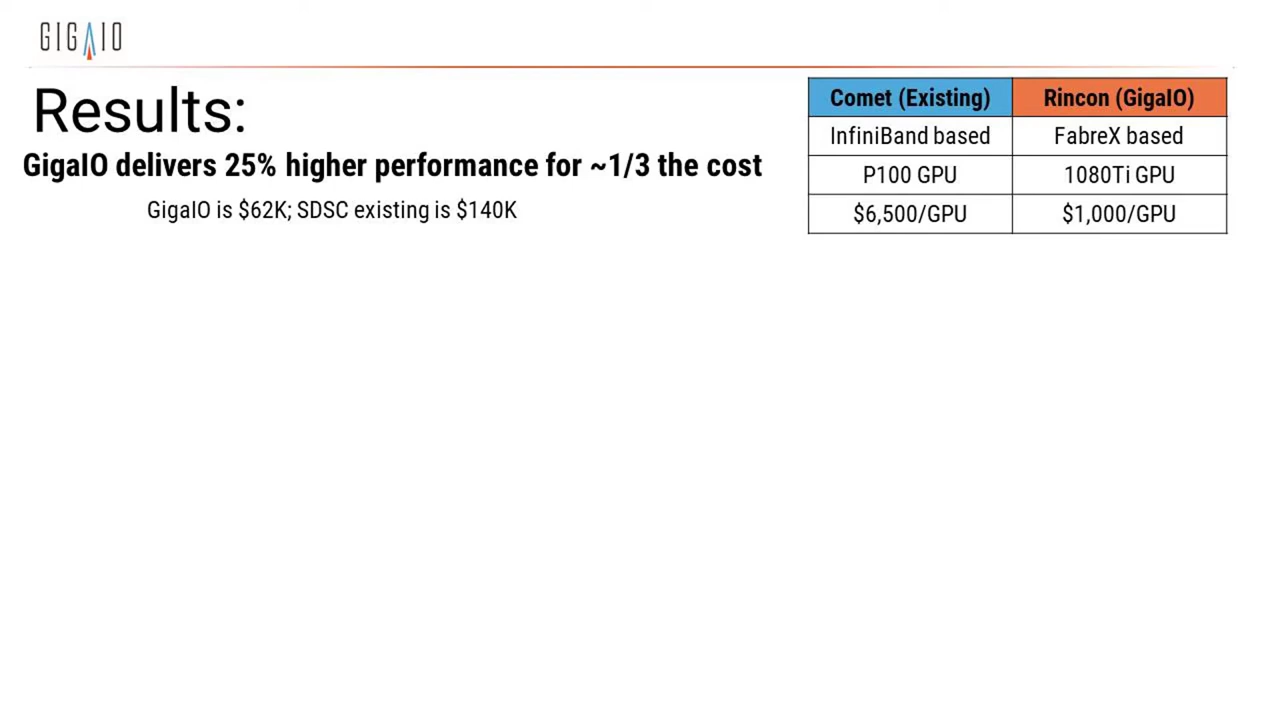 GIGAIO
Results:
GigaIO delivers 25% higher performance for ~1/3 the cost
GigaIO is $62K; SDSC existing is $140K
Comet (Existing) Rincon (GigaIO)
InfiniBand based FabreX based
P100 GPU 1080Ti GPU
$6,500/GPU $1,000/GPU